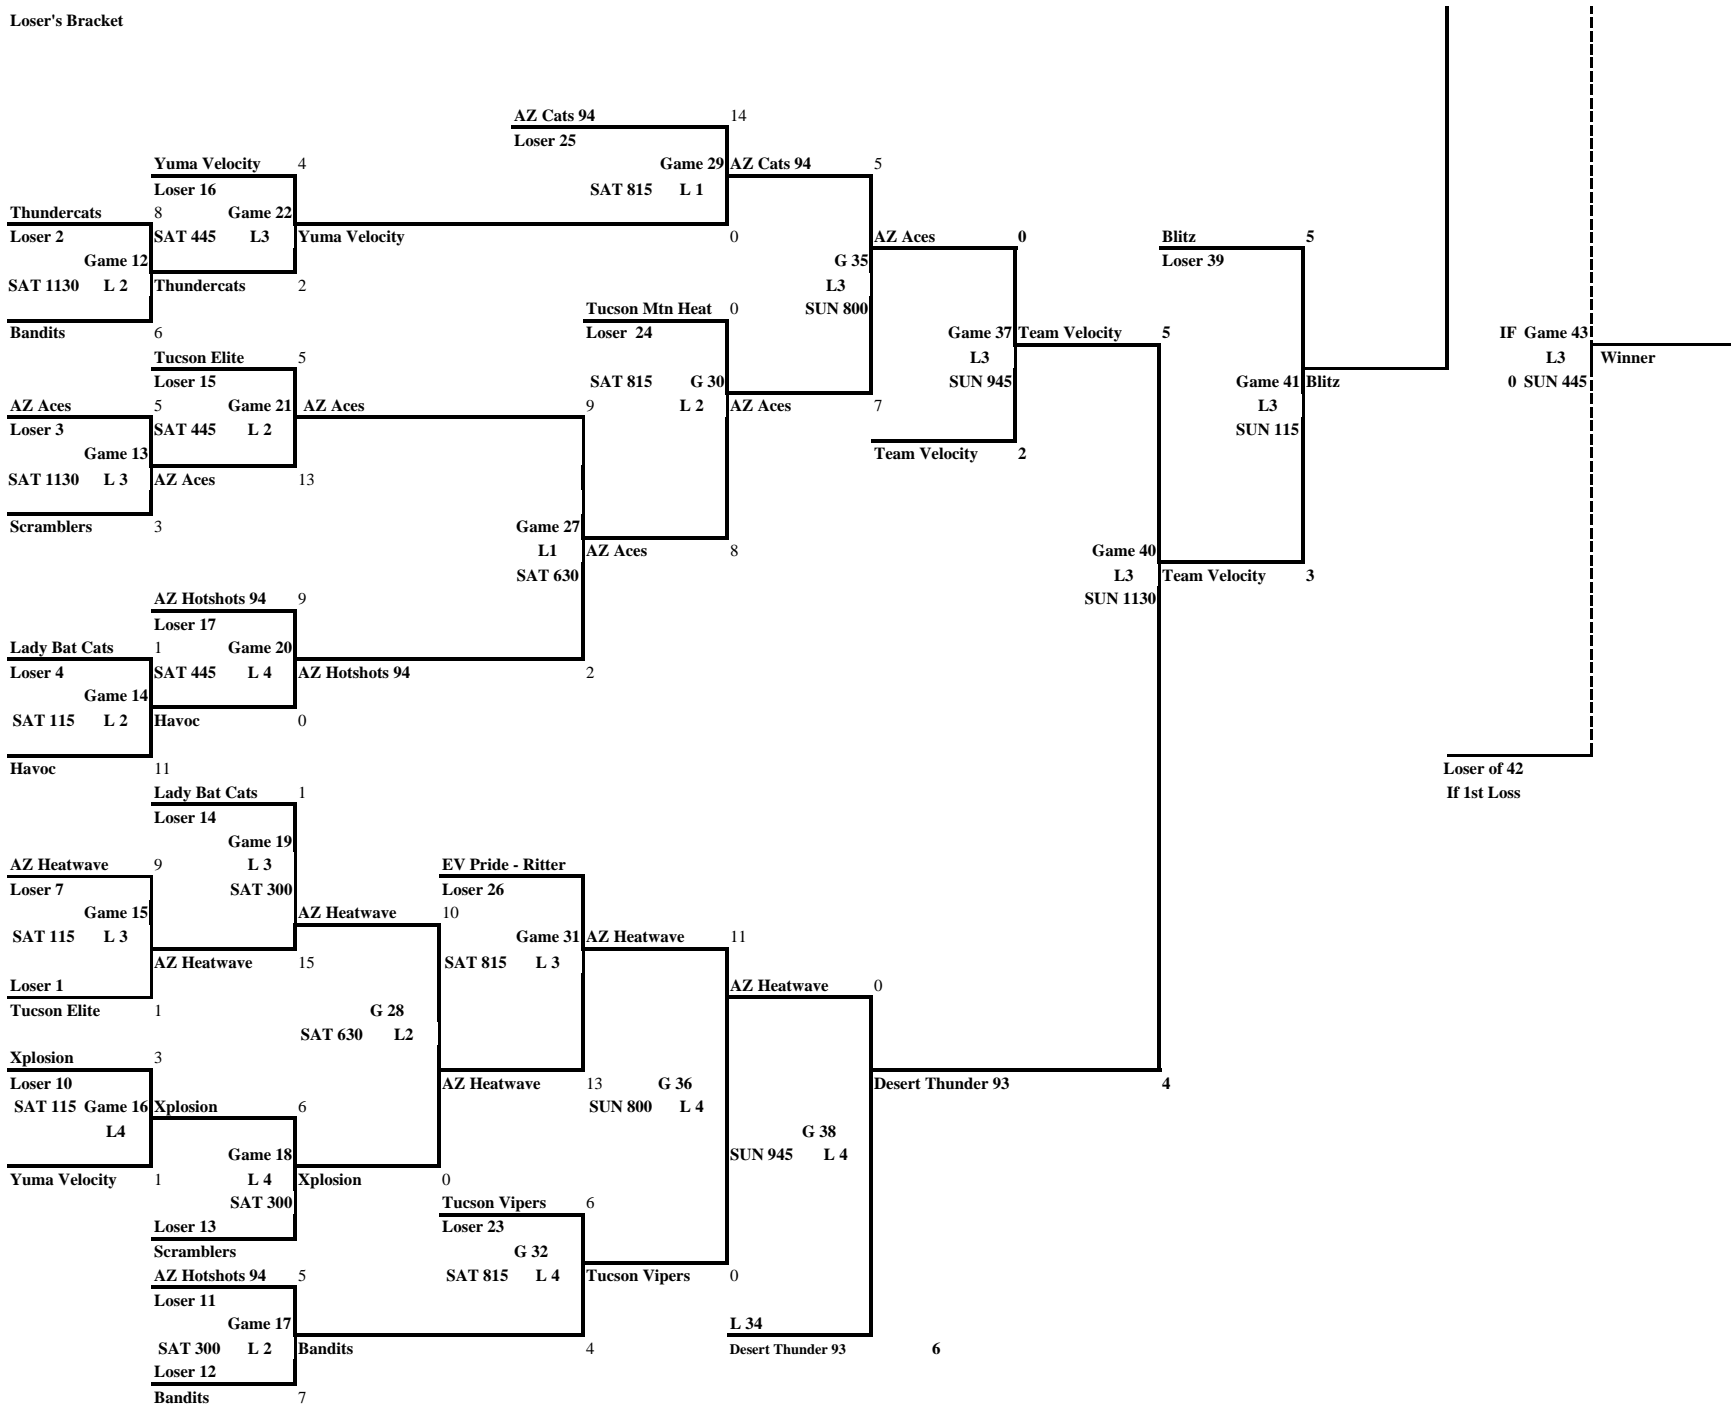 Loser's Bracket
AZ Cats 94 14
Loser 25
Yuma Velocity 4 Game 29 AZ Cats 94 5
Loser 16 SAT 815 L 1
Thundercats 8 Game 22
Loser 2 SAT 445 L3 Yuma Velocity 0 AZ Aces 0 Blitz 5
Game 12 G 35 Loser 39
SAT 1130 L 2 Thundercats 2 L3
Tucson Mtn Heat 0 SUN 800
Bandits 6 Loser 24 Game 37 Team Velocity 5 IF Game 43
Tucson Elite 5 L3 L3 Winner
Loser 15 SAT 815 G 30 SUN 945 Game 41 Blitz 0 SUN 445
AZ Aces 5 Game 21 AZ Aces 9 L 2 AZ Aces 7 L3
Loser 3 SAT 445 L 2 SUN 115
Game 13 Team Velocity 2
SAT 1130 L 3 AZ Aces 13
Scramblers 3 Game 27
L1 AZ Aces 8 Game 40
SAT 630 L3 Team Velocity 3
AZ Hotshots 94 9 SUN 1130
Loser 17
Lady Bat Cats 1 Game 20
Loser 4 SAT 445 L 4 AZ Hotshots 94 2
Game 14
SAT 115 L 2 Havoc 0
Havoc 11 Loser of 42
Lady Bat Cats 1 If 1st Loss
Loser 14
Game 19
AZ Heatwave 9 L 3 EV Pride - Ritter
Loser 7 SAT 300 Loser 26
Game 15 AZ Heatwave 10
SAT 115 L 3 Game 31 AZ Heatwave 11
AZ Heatwave 15 SAT 815 L 3
Loser 1 AZ Heatwave 0
Tucson Elite 1 G 28
SAT 630 L2
Xplosion 3
Loser 10 AZ Heatwave 13 G 36 Desert Thunder 93 4
SAT 115 Game 16 Xplosion 6 SUN 800 L 4
L4 G 38
Game 18 SUN 945 L 4
Yuma Velocity 1 L 4 Xplosion 0
SAT 300 Tucson Vipers 6
Loser 13 Loser 23
Scramblers G 32
AZ Hotshots 94 5 SAT 815 L 4 Tucson Vipers 0
Loser 11
Game 17 L 34
SAT 300 L 2 Bandits 4 Desert Thunder 93 6
Loser 12
Bandits 7